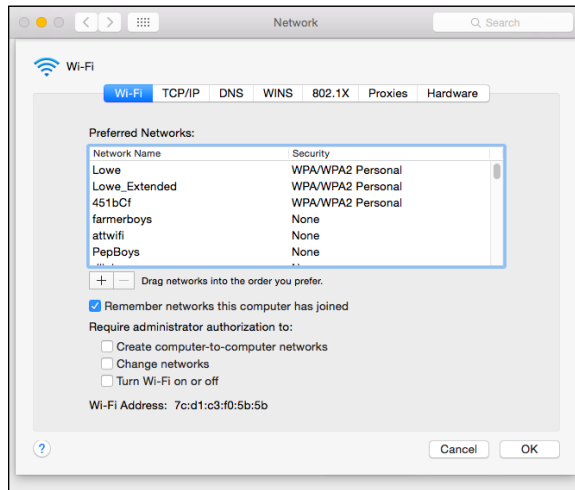 Network
Search
Wi-Fi
Wi-Fi TCP/IP DNS WINS 802.1X Proxies Hardware
Preferred Networks:
Network Name Security
Lowe WPA/WPA2 Personal
Lowe_Extended WPA/WPA2 Personal
451bCf WPA/WPA2 Personal
farmerboys None
attwifi None
PepBoys None
+ − Drag networks into the order you prefer.
Remember networks this computer has joined
Require administrator authorization to:
Create computer-to-computer networks
Change networks
Turn Wi-Fi on or off
Wi-Fi Address: 7c:d1:c3:f0:5b:5b
? Cancel OK